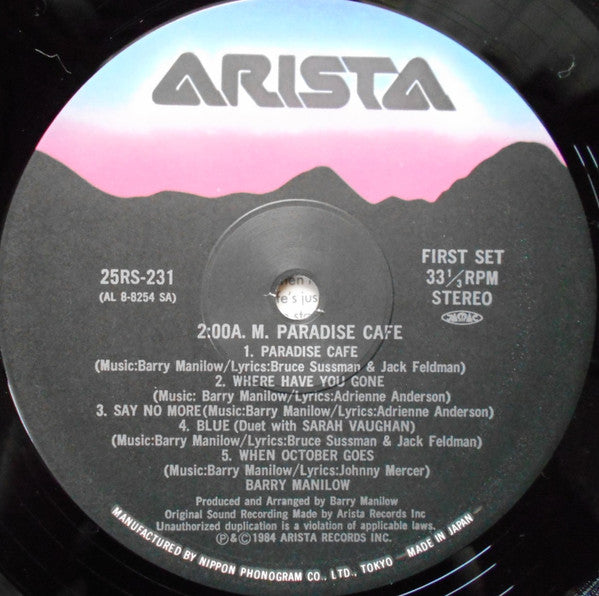 ARISTA
25RS-231
(AL 8-8254 SA)
FIRST SET
33 1/3 RPM
STEREO
2:00A. M. PARADISE CAFE
1. PARADISE CAFE
(Music:Barry Manilow/Lyrics:Bruce Sussman & Jack Feldman)
2. WHERE HAVE YOU GONE
(Music: Barry Manilow/Lyrics:Adrienne Anderson)
3. SAY NO MORE(Music:Barry Manilow/Lyrics:Adrienne Anderson)
4. BLUE (Duet with SARAH VAUGHAN)
(Music:Barry Manilow/Lyrics:Bruce Sussman & Jack Feldman)
5. WHEN OCTOBER GOES
(Music:Barry Manilow/Lyrics:Johnny Mercer)
BARRY MANILOW
Produced and Arranged by Barry Manilow
Original Sound Recording Made by Arista Records Inc
Unauthorized duplication is a violation of applicable laws.
Ⓟ&©1984 ARISTA RECORDS INC.
MANUFACTURED BY NIPPON PHONOGRAM CO., LTD., TOKYO – MADE IN JAPAN –